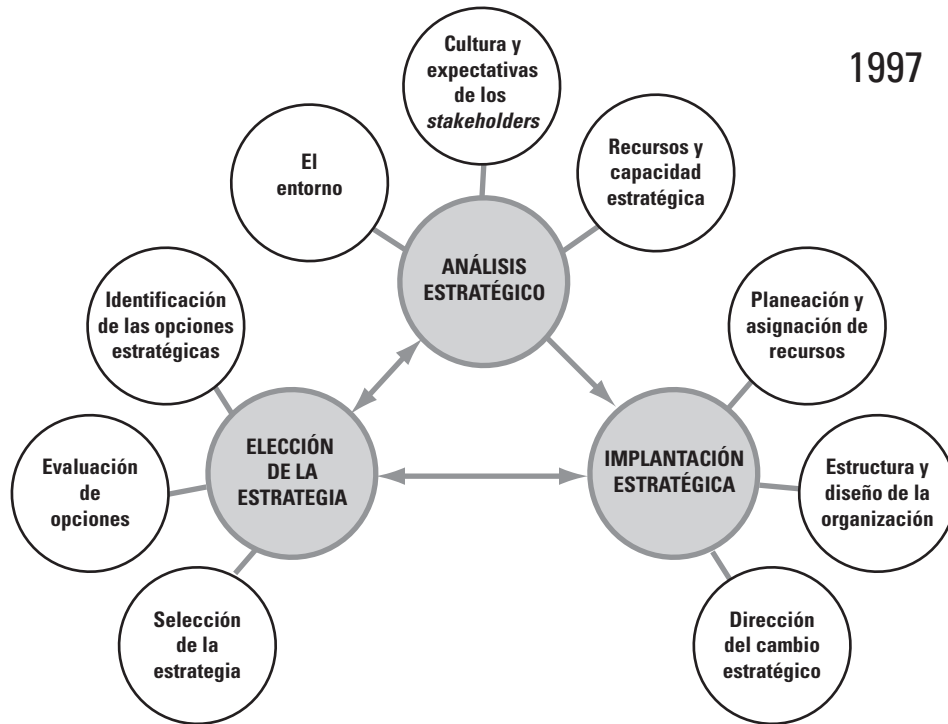 1997
Cultura y
expectativas
de los
stakeholders
El
entorno
Recursos y
capacidad
estratégica
ANÁLISIS
ESTRATÉGICO
Identificación
de las opciones
estratégicas
Evaluación
de
opciones
Selección
de la
estrategia
ELECCIÓN
DE LA
ESTRATEGIA
IMPLANTACIÓN
ESTRATÉGICA
Planeación y
asignación de
recursos
Estructura y
diseño de la
organización
Dirección
del cambio
estratégico